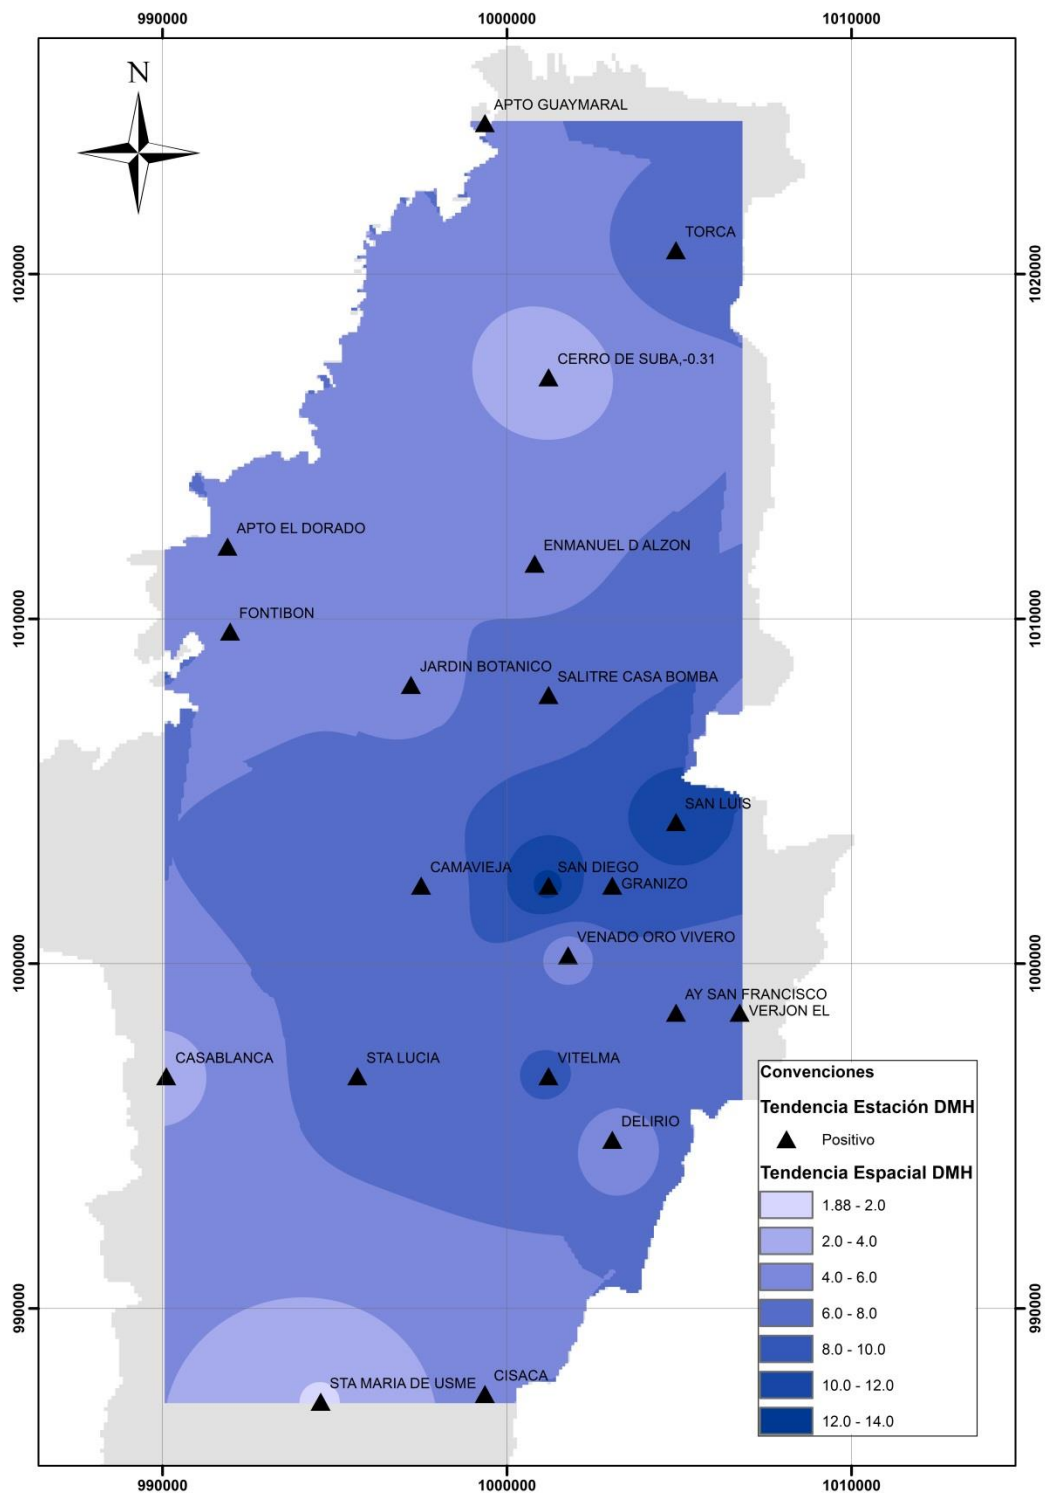 990000
1000000
1010000
N
APTO GUAYMARAL
TORCA
1020000
1020000
CERRO DE SUBA,-0.31
APTO EL DORADO
ENMANUEL D ALZON
FONTIBON
1010000
1010000
JARDIN BOTANICO
SALITRE CASA BOMBA
SAN LUIS
CAMAVIEJA
SAN DIEGO
GRANIZO
VENADO ORO VIVERO
1000000
1000000
AY SAN FRANCISCO
VERJON EL
CASABLANCA
STA LUCIA
VITELMA
DELIRIO
Convenciones
Tendencia Estación DMH
Positivo
Tendencia Espacial DMH
1.88 - 2.0
2.0 - 4.0
4.0 - 6.0
6.0 - 8.0
8.0 - 10.0
10.0 - 12.0
12.0 - 14.0
990000
990000
STA MARIA DE USME
CISACA
990000
1000000
1010000